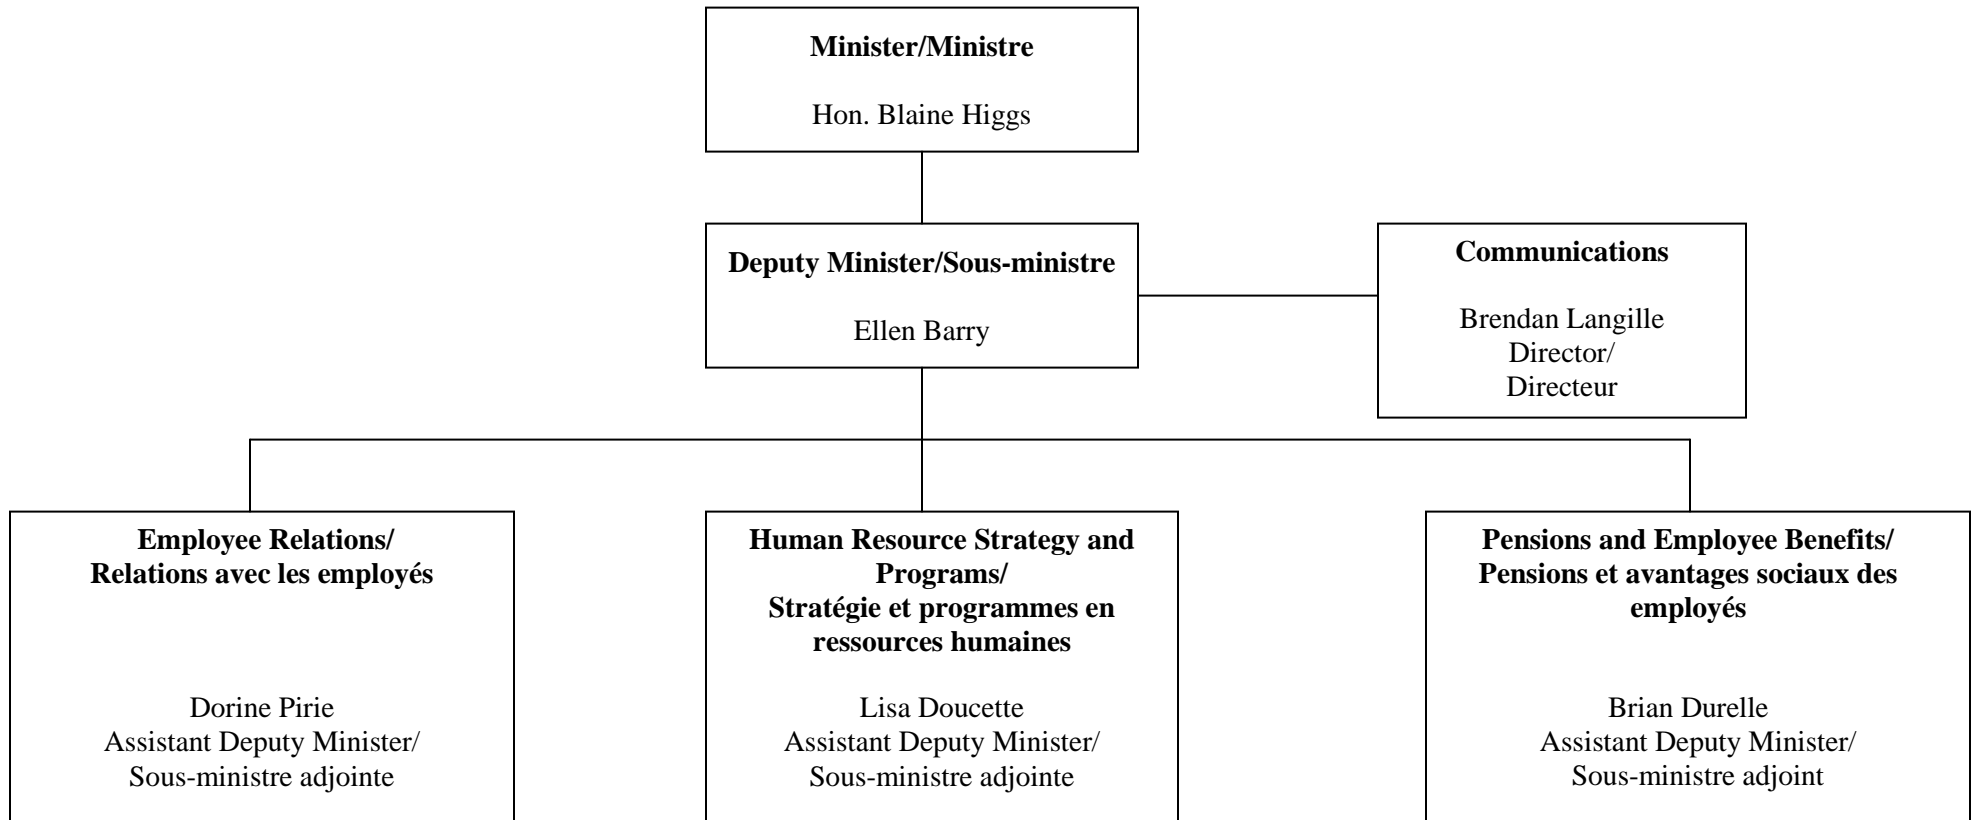 Minister/Ministre
Hon. Blaine Higgs
Deputy Minister/Sous-ministre
Ellen Barry
Communications
Brendan Langille
Director/
Directeur
Employee Relations/
Relations avec les employés
Dorine Pirie
Assistant Deputy Minister/
Sous-ministre adjointe
Human Resource Strategy and
Programs/
Stratégie et programmes en
ressources humaines
Lisa Doucette
Assistant Deputy Minister/
Sous-ministre adjointe
Pensions and Employee Benefits/
Pensions et avantages sociaux des
employés
Brian Durelle
Assistant Deputy Minister/
Sous-ministre adjoint